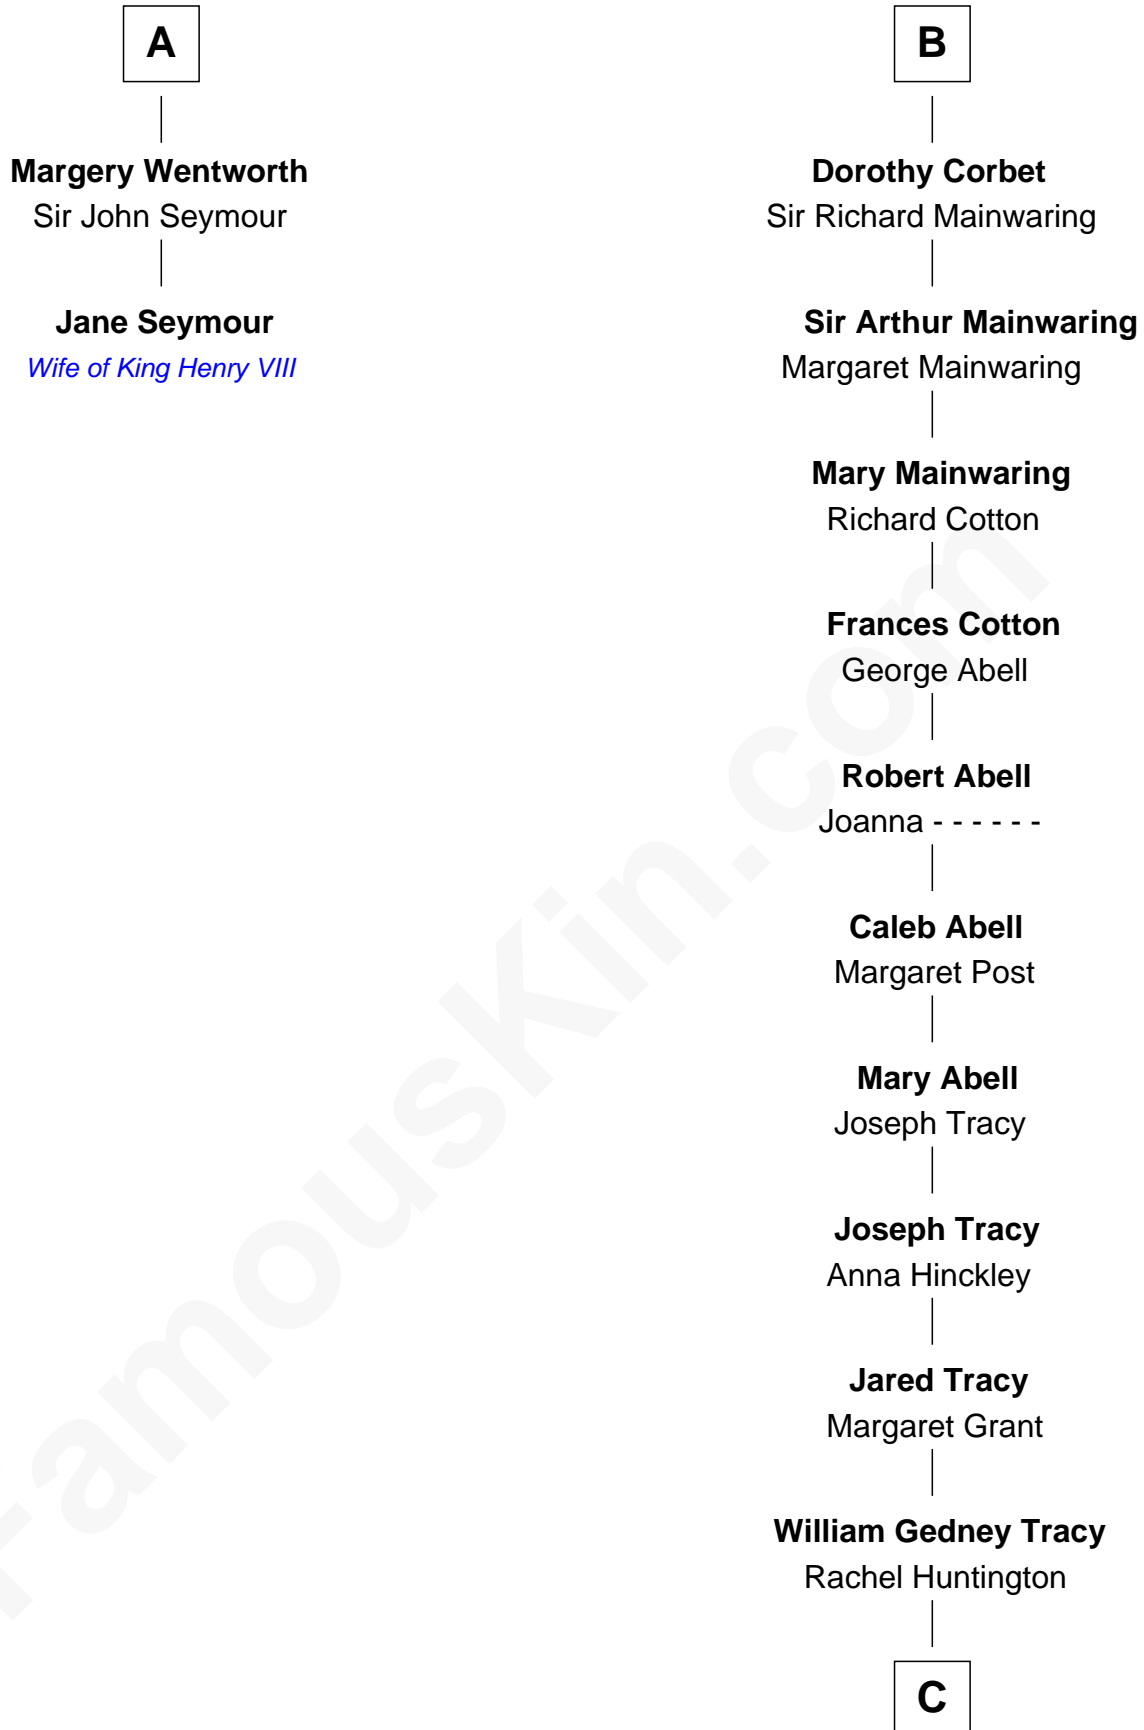 A
Margery Wentworth
Sir John Seymour
Jane Seymour
Wife of King Henry VIII
B
Dorothy Corbet
Sir Richard Mainwaring
Sir Arthur Mainwaring
Margaret Mainwaring
Mary Mainwaring
Richard Cotton
Frances Cotton
George Abell
Robert Abell
Joanna - - - - - -
Caleb Abell
Margaret Post
Mary Abell
Joseph Tracy
Joseph Tracy
Anna Hinckley
Jared Tracy
Margaret Grant
William Gedney Tracy
Rachel Huntington
C
FamousKin.com